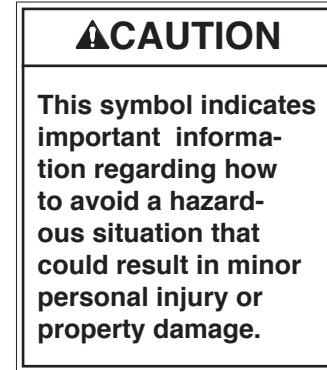 ⚠CAUTION
This symbol indicates
important  informa-
tion regarding how
to avoid a hazard-
ous situation that
could result in minor
personal injury or
property damage.